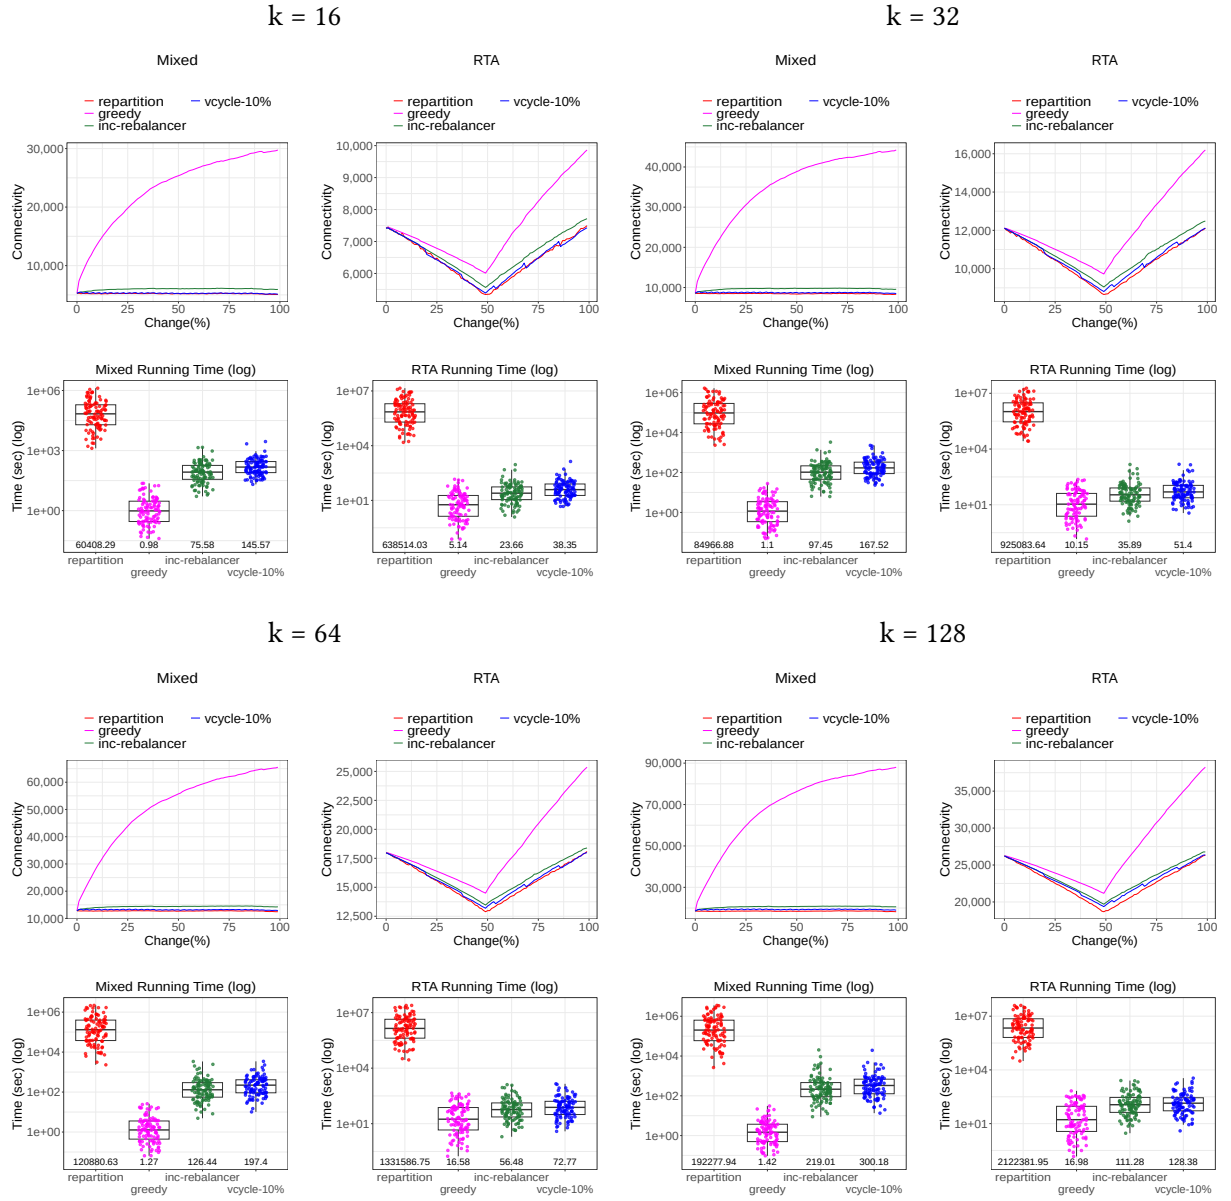 k = 16
Mixed
repartition
vcycle-10%
greedy
inc-rebalancer
Connectivity
30,000
20,000
10,000
0 25 50 75 100
Change(%)
RTA
repartition
vcycle-10%
greedy
inc-rebalancer
Connectivity
10,000
9,000
8,000
7,000
6,000
0 25 50 75 100
Change(%)
Mixed Running Time (log)
Time (sec) (log)
1e+06
1e+03
1e+00
60408.29 0.98 75.58 145.57
repartition inc-rebalancer
greedy vcycle-10%
RTA Running Time (log)
Time (sec) (log)
1e+07
1e+04
1e+01
638514.03 5.14 23.66 38.35
repartition inc-rebalancer
greedy vcycle-10%
k = 32
Mixed
repartition
vcycle-10%
greedy
inc-rebalancer
Connectivity
40,000
30,000
20,000
10,000
0 25 50 75 100
Change(%)
RTA
repartition
vcycle-10%
greedy
inc-rebalancer
Connectivity
16,000
14,000
12,000
10,000
0 25 50 75 100
Change(%)
Mixed Running Time (log)
Time (sec) (log)
1e+06
1e+04
1e+02
1e+00
84966.88 1.1 97.45 167.52
repartition inc-rebalancer
greedy vcycle-10%
RTA Running Time (log)
Time (sec) (log)
1e+07
1e+04
1e+01
925083.64 10.15 35.89 51.4
repartition inc-rebalancer
greedy vcycle-10%
k = 64
Mixed
repartition
vcycle-10%
greedy
inc-rebalancer
Connectivity
60,000
50,000
40,000
30,000
20,000
10,000
0 25 50 75 100
Change(%)
RTA
repartition
vcycle-10%
greedy
inc-rebalancer
Connectivity
25,000
22,500
20,000
17,500
15,000
12,500
0 25 50 75 100
Change(%)
Mixed Running Time (log)
Time (sec) (log)
1e+06
1e+04
1e+02
1e+00
120880.63 1.27 126.44 197.4
repartition inc-rebalancer
greedy vcycle-10%
RTA Running Time (log)
Time (sec) (log)
1e+07
1e+04
1e+01
1331586.75 16.58 56.48 72.77
repartition inc-rebalancer
greedy vcycle-10%
k = 128
Mixed
repartition
vcycle-10%
greedy
inc-rebalancer
Connectivity
90,000
70,000
50,000
30,000
0 25 50 75 100
Change(%)
RTA
repartition
vcycle-10%
greedy
inc-rebalancer
Connectivity
35,000
30,000
25,000
20,000
0 25 50 75 100
Change(%)
Mixed Running Time (log)
Time (sec) (log)
1e+06
1e+04
1e+02
1e+00
192277.94 1.42 219.01 300.18
repartition inc-rebalancer
greedy vcycle-10%
RTA Running Time (log)
Time (sec) (log)
1e+07
1e+04
1e+01
2122381.95 16.98 111.28 128.38
repartition inc-rebalancer
greedy vcycle-10%